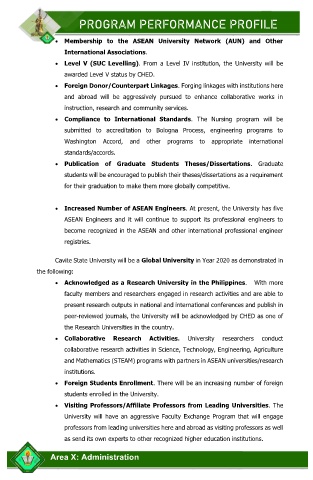 PROGRAM PERFORMANCE PROFILE
• Membership to the ASEAN University Network (AUN) and Other
International Associations.
• Level V (SUC Levelling). From a Level IV institution, the University will be
awarded Level V status by CHED.
• Foreign Donor/Counterpart Linkages. Forging linkages with institutions here
and abroad will be aggressively pursued to enhance collaborative works in
instruction, research and community services.
• Compliance to International Standards. The Nursing program will be
submitted to accreditation to Bologna Process, engineering programs to
Washington Accord, and other programs to appropriate international
standards/accords.
• Publication of Graduate Students Theses/Dissertations. Graduate
students will be encouraged to publish their theses/dissertations as a requirement
for their graduation to make them more globally competitive.
• Increased Number of ASEAN Engineers. At present, the University has five
ASEAN Engineers and it will continue to support its professional engineers to
become recognized in the ASEAN and other international professional engineer
registries.
Cavite State University will be a Global University in Year 2020 as demonstrated in
the following:
• Acknowledged as a Research University in the Philippines. With more
faculty members and researchers engaged in research activities and are able to
present research outputs in national and international conferences and publish in
peer-reviewed journals, the University will be acknowledged by CHED as one of
the Research Universities in the country.
• Collaborative Research Activities. University researchers conduct
collaborative research activities in Science, Technology, Engineering, Agriculture
and Mathematics (STEAM) programs with partners in ASEAN universities/research
institutions.
• Foreign Students Enrollment. There will be an increasing number of foreign
students enrolled in the University.
• Visiting Professors/Affiliate Professors from Leading Universities. The
University will have an aggressive Faculty Exchange Program that will engage
professors from leading universities here and abroad as visiting professors as well
as send its own experts to other recognized higher education institutions.
Area X: Administration